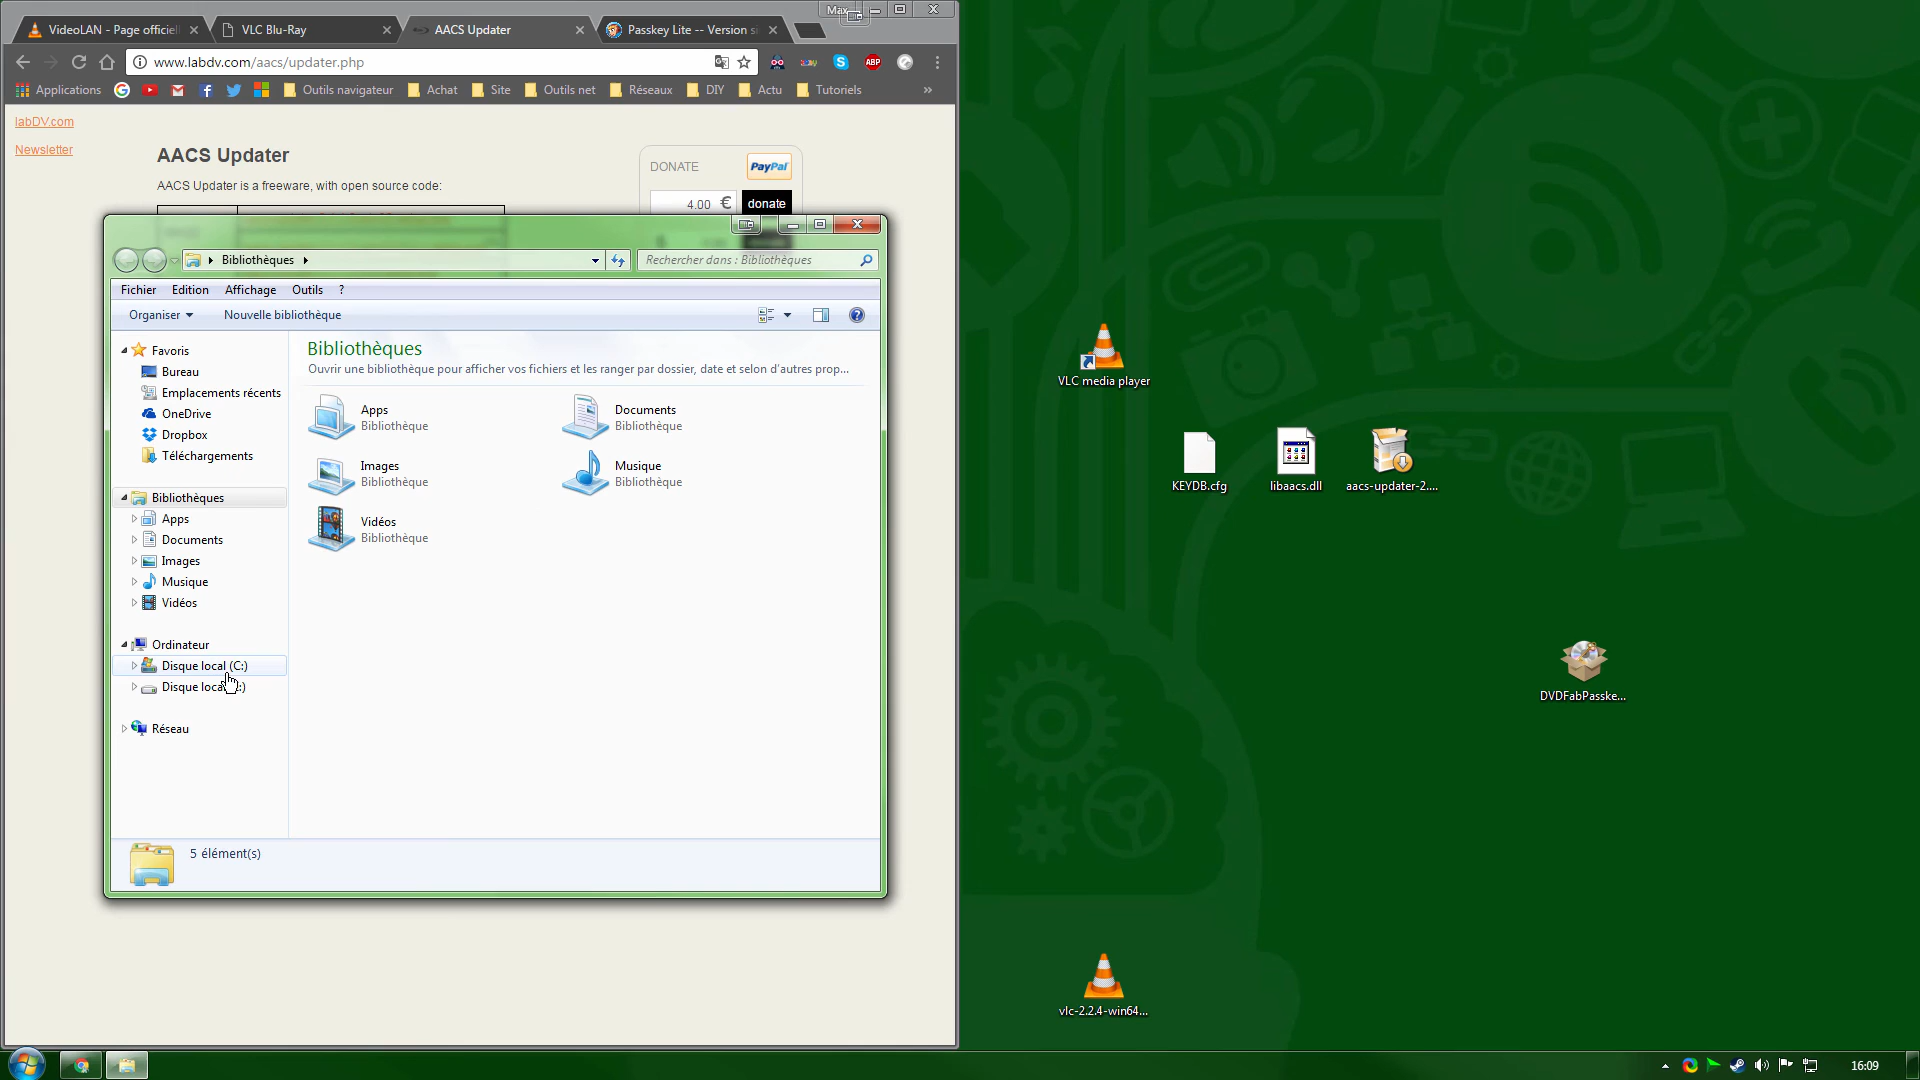 Max
VideoLAN - Page officiel
VLC Blu-Ray
AACS Updater
Passkey Lite -- Version s
www.labdv.com/aacs/updater.php
ABP
Applications
Outils navigateur
Achat
Site
Outils net
Réseaux
DIY
Actu
Tutoriels
»
labDV.com
Newsletter
AACS Updater
AACS Updater is a freeware, with open source code:
DONATE
PayPal
4.00 €
donate
Bibliothèques
Rechercher dans : Bibliothèques
Fichier
Edition
Affichage
Outils
?
Organiser
Nouvelle bibliothèque
Favoris
Bureau
Emplacements récents
OneDrive
Dropbox
Téléchargements
Bibliothèques
Apps
Documents
Images
Musique
Vidéos
Ordinateur
Disque local (C:)
Disque loca :)
Réseau
Bibliothèques
Ouvrir une bibliothèque pour afficher vos fichiers et les ranger par dossier, date et selon d'autres prop...
Apps
Bibliothèque
Documents
Bibliothèque
Images
Bibliothèque
Musique
Bibliothèque
Vidéos
Bibliothèque
5 élément(s)
VLC media player
KEYDB.cfg
libaacs.dll
aacs-updater-2....
DVDFabPasske...
vlc-2.2.4-win64...
16:09